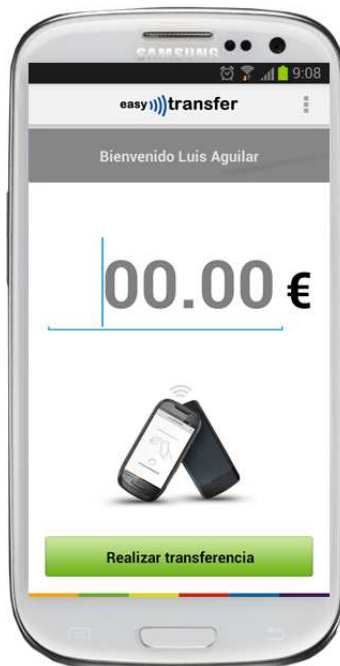 SAMSUNG
9:08
easy transfer
Bienvenido Luis Aguilar
00.00 €
Realizar transferencia